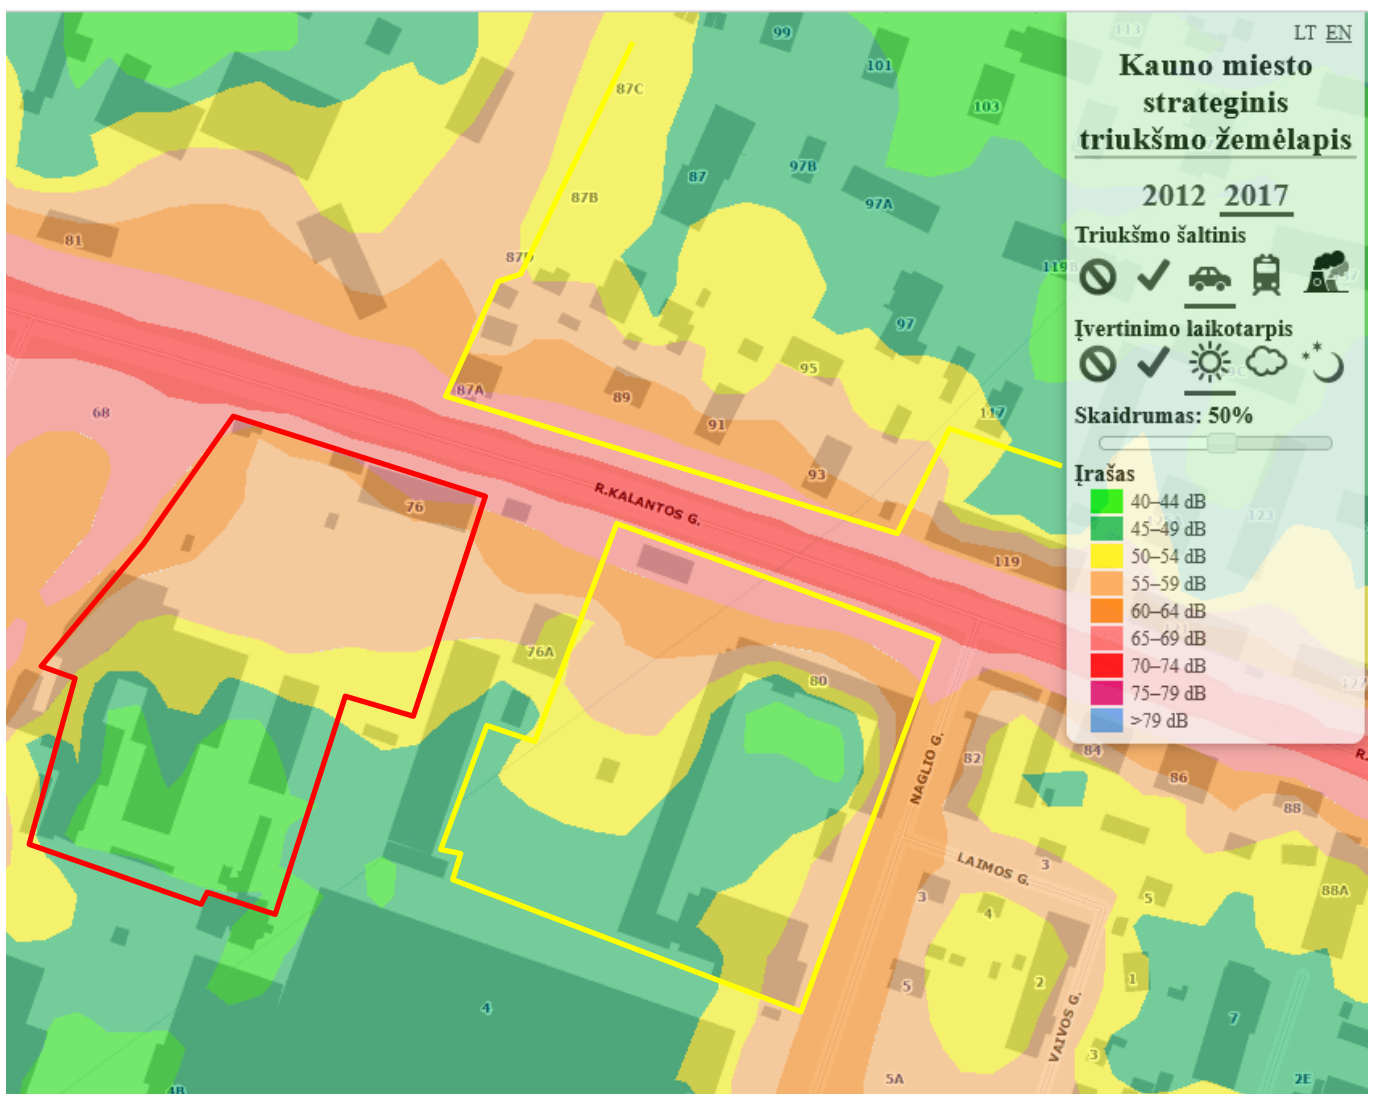 LT EN
Kauno miesto
strateginis
triukšmo žemėlapis
2012 2017
Triukšmo šaltinis
Įvertinimo laikotarpis
Skaidrumas: 50%
Įrašas
40–44 dB
45–49 dB
50–54 dB
55–59 dB
60–64 dB
65–69 dB
70–74 dB
75–79 dB
>79 dB
99
113
101
87C
103
97B
87
87B
97A
81
87D
119B
97
95
87A
89
68
117
91
93
76
R.KALANTOS G.
123
119
76A
80
127
NAGLIO G.
82
84
86
88
LAIMOS G.
3
88A
3
5
4
5
2
1
4
7
VAIVOS G.
3
5A
2E
4B
R.